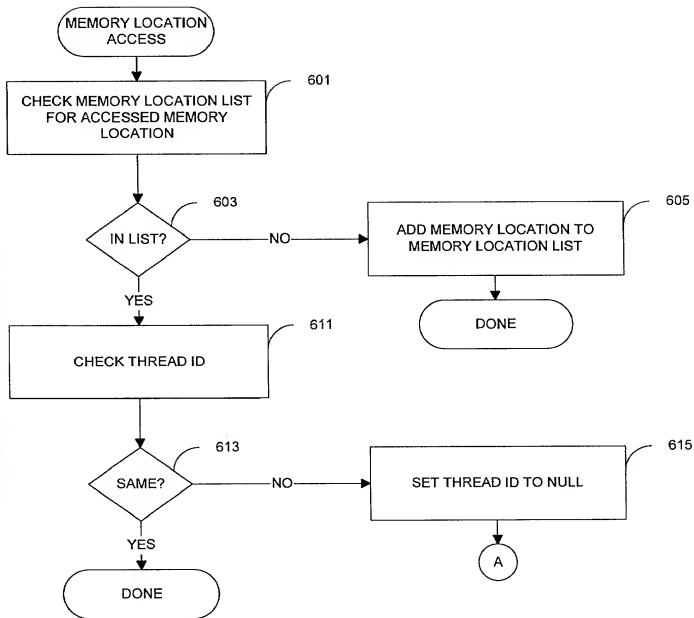 MEMORY LOCATION
ACCESS
601
CHECK MEMORY LOCATION LIST
FOR ACCESSED MEMORY
LOCATION
603
IN LIST?
NO
605
ADD MEMORY LOCATION TO
MEMORY LOCATION LIST
DONE
YES
611
CHECK THREAD ID
613
SAME?
NO
615
SET THREAD ID TO NULL
A
YES
DONE